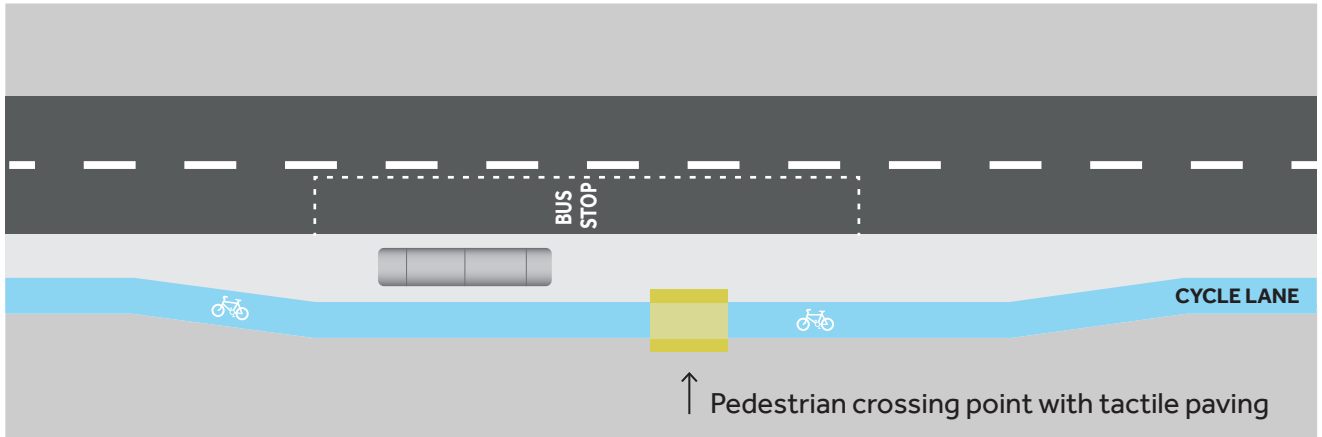 BUS
STOP
CYCLE LANE
Pedestrian crossing point with tactile paving